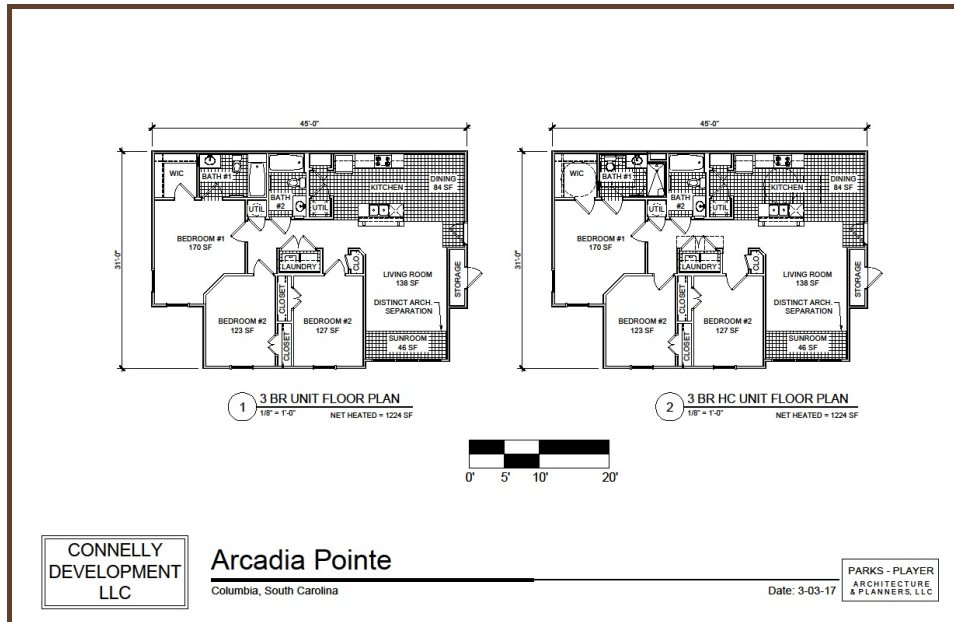 45'-0"
31'-0"
WIC
BATH #1
BATH
#2
UTIL
UTIL
KITCHEN
DINING
84 SF
BEDROOM #1
170 SF
LAUNDRY
CLO
LIVING ROOM
138 SF
STORAGE
DISTINCT ARCH.
SEPARATION
BEDROOM #2
123 SF
CLOSET
CLOSET
BEDROOM #2
127 SF
SUNROOM
46 SF
1
3 BR UNIT FLOOR PLAN
1/8" = 1'-0"
NET HEATED = 1224 SF
45'-0"
31'-0"
WIC
BATH #1
BATH
#2
UTIL
UTIL
KITCHEN
DINING
84 SF
BEDROOM #1
170 SF
LAUNDRY
CLO
LIVING ROOM
138 SF
STORAGE
DISTINCT ARCH.
SEPARATION
BEDROOM #2
123 SF
CLOSET
CLOSET
BEDROOM #2
127 SF
SUNROOM
46 SF
2
3 BR HC UNIT FLOOR PLAN
1/8" = 1'-0"
NET HEATED = 1224 SF
0' 5' 10' 20'
CONNELLY
DEVELOPMENT
LLC
Arcadia Pointe
Columbia, South Carolina
Date: 3-03-17
PARKS - PLAYER
ARCHITECTURE
& PLANNERS, LLC